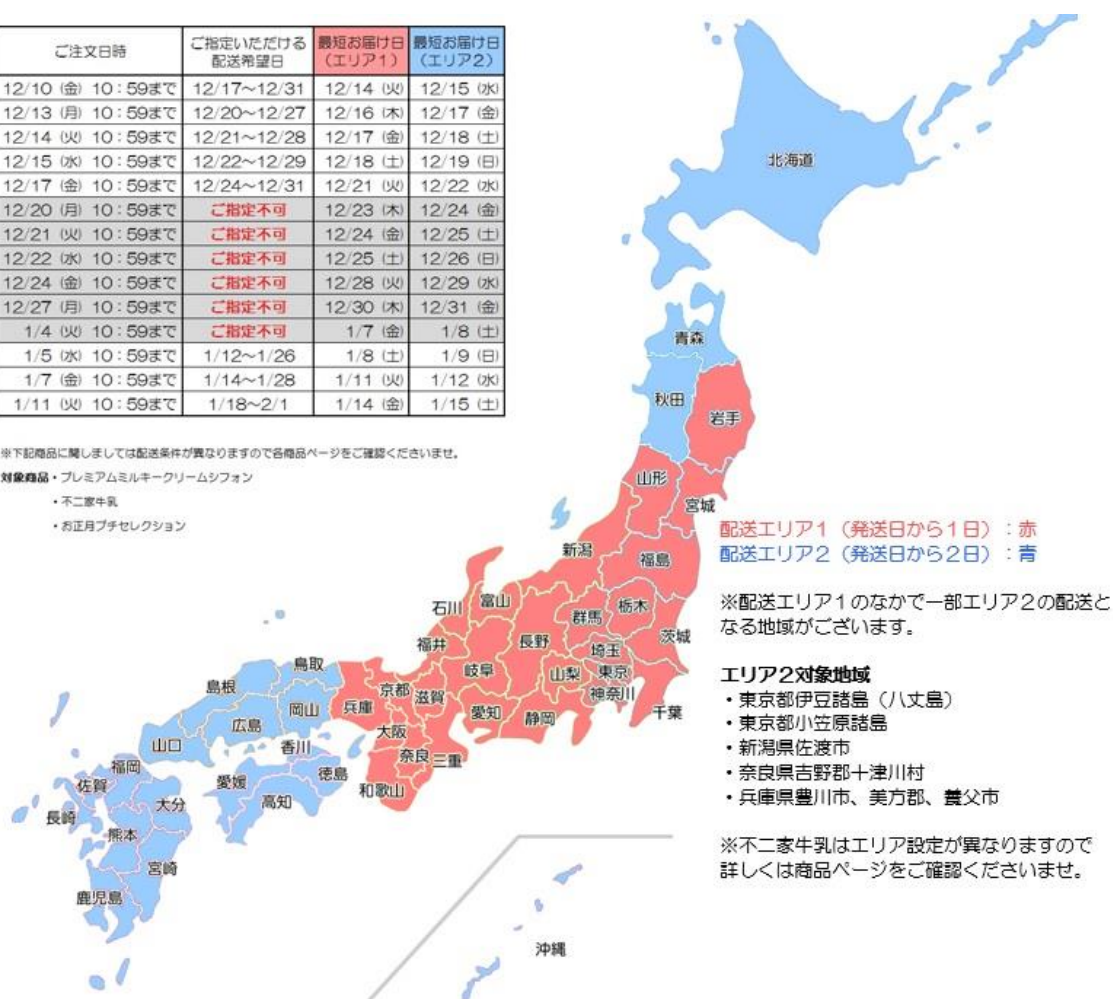 ご注文日時 ご指定いただける配送希望日 最短お届け日（エリア1） 最短お届け日（エリア2）
12/10（金）10：59まで 12/17～12/31 12/14（火） 12/15（水）
12/13（月）10：59まで 12/20～12/27 12/16（木） 12/17（金）
12/14（火）10：59まで 12/21～12/28 12/17（金） 12/18（土）
12/15（水）10：59まで 12/22～12/29 12/18（土） 12/19（日）
12/17（金）10：59まで 12/24～12/31 12/21（火） 12/22（水）
12/20（月）10：59まで ご指定不可 12/23（木） 12/24（金）
12/21（火）10：59まで ご指定不可 12/24（金） 12/25（土）
12/22（水）10：59まで ご指定不可 12/25（土） 12/26（日）
12/24（金）10：59まで ご指定不可 12/28（火） 12/29（水）
12/27（月）10：59まで ご指定不可 12/30（木） 12/31（金）
1/4（火）10：59まで ご指定不可 1/7（金） 1/8（土）
1/5（水）10：59まで 1/12～1/26 1/8（土） 1/9（日）
1/7（金）10：59まで 1/14～1/28 1/11（火） 1/12（水）
1/11（火）10：59まで 1/18～2/1 1/14（金） 1/15（土）
※下記商品に関しましては配送条件が異なりますので各商品ページをご確認くださいませ。
対象商品・プレミアムミルキークリームシフォン
・不二家牛乳
・お正月プチセレクション
北海道
青森
秋田
岩手
山形
宮城
新潟
福島
石川
富山
群馬
栃木
福井
長野
埼玉
茨城
岐阜
山梨
東京
神奈川
千葉
京都
滋賀
愛知
静岡
兵庫
大阪
奈良
三重
和歌山
鳥取
島根
岡山
広島
山口
香川
徳島
愛媛
高知
福岡
佐賀
長崎
大分
熊本
宮崎
鹿児島
沖縄
配送エリア1（発送日から1日）：赤
配送エリア2（発送日から2日）：青
※配送エリア1のなかで一部エリア2の配送と
なる地域がございます。
エリア2対象地域
・東京都伊豆諸島（八丈島）
・東京都小笠原諸島
・新潟県佐渡市
・奈良県吉野郡十津川村
・兵庫県豊川市、美方郡、養父市
※不二家牛乳はエリア設定が異なりますので
詳しくは商品ページをご確認くださいませ。